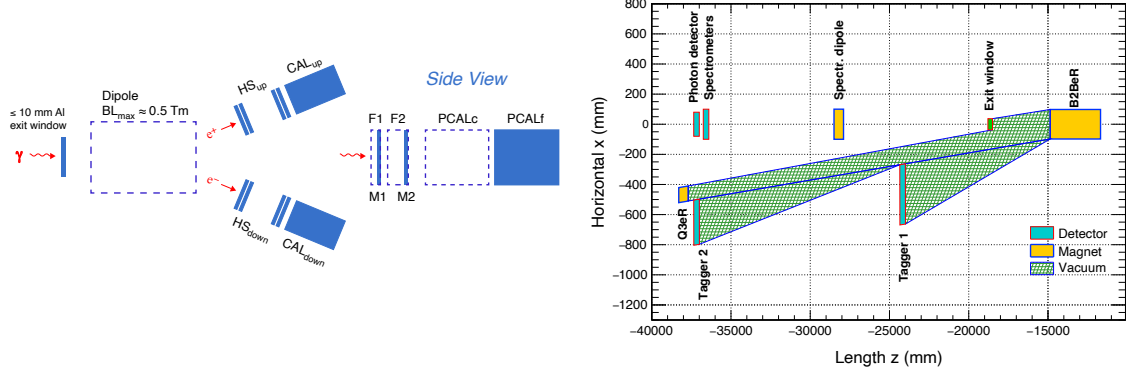 Side View
≤ 10 mm Al
exit window
γ
Dipole
BLmax ≈ 0.5 Tm
e+
e−
HSup
CALup
HSdown
CALdown
F1 F2 PCALc PCALf
M1 M2
Horizontal x (mm)
800
600
400
200
0
−200
−400
−600
−800
−1000
−1200
Photon detector
Spectrometers
Spectr. dipole
Exit window
B2BeR
Q3eR
Tagger 2
Tagger 1
Detector
Magnet
Vacuum
−40000 −35000 −30000 −25000 −20000 −15000
Length z (mm)